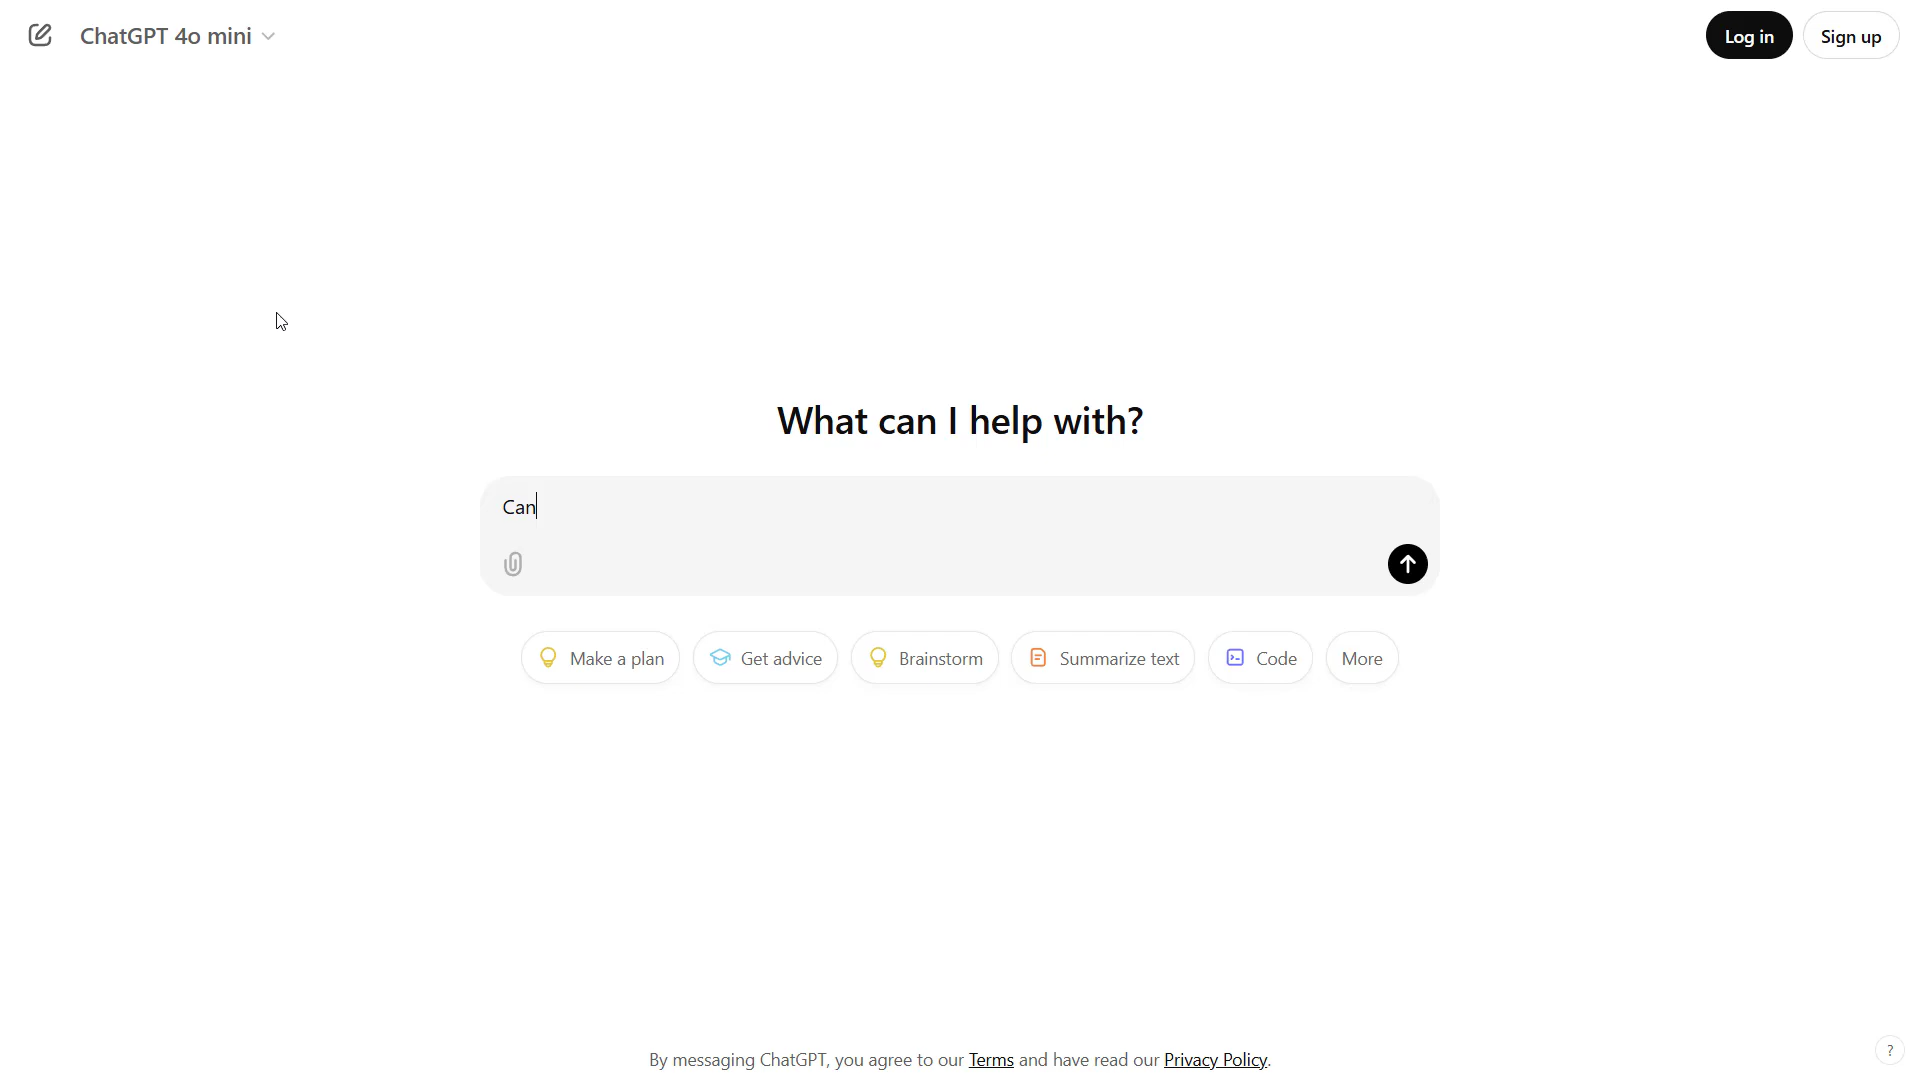 ChatGPT 4o mini
Log in
Sign up
What can I help with?
Can
Make a plan
Get advice
Brainstorm
Summarize text
Code
More
By messaging ChatGPT, you agree to our Terms and have read our Privacy Policy.
?